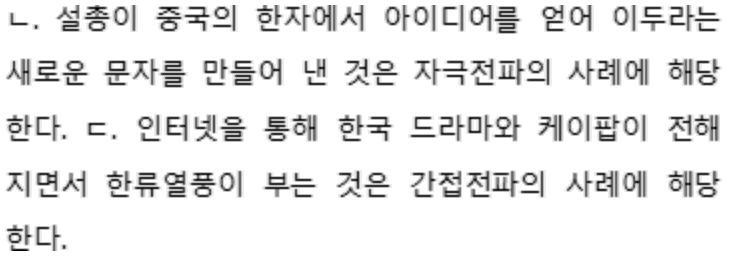 ㄴ. 설총이 중국의 한자에서 아이디어를 얻어 이두라는
새로운 문자를 만들어 낸 것은 자극전파의 사례에 해당
한다. ㄷ. 인터넷을 통해 한국 드라마와 케이팝이 전해
지면서 한류열풍이 부는 것은 간접전파의 사례에 해당
한다.